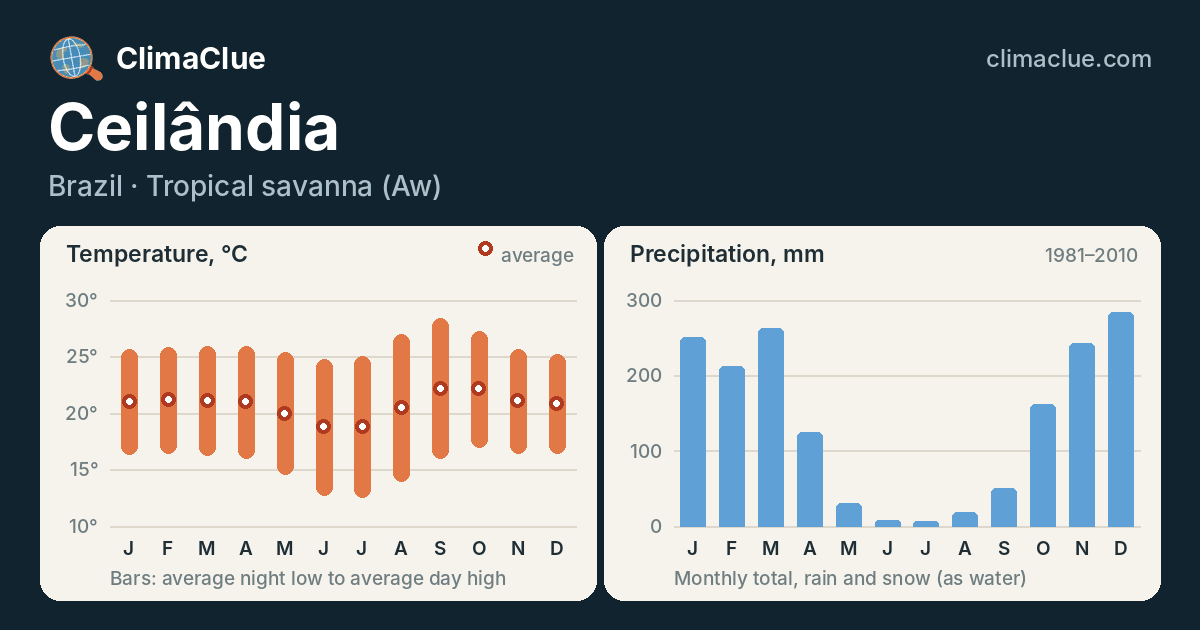 ClimaClue
climaclue.com
Ceilândia
Brazil · Tropical savanna (Aw)
Temperature, °C
average
30°
25°
20°
15°
10°
J F M A M J J A S O N D
Bars: average night low to average day high
Precipitation, mm
1981–2010
300
200
100
0
J F M A M J J A S O N D
Monthly total, rain and snow (as water)